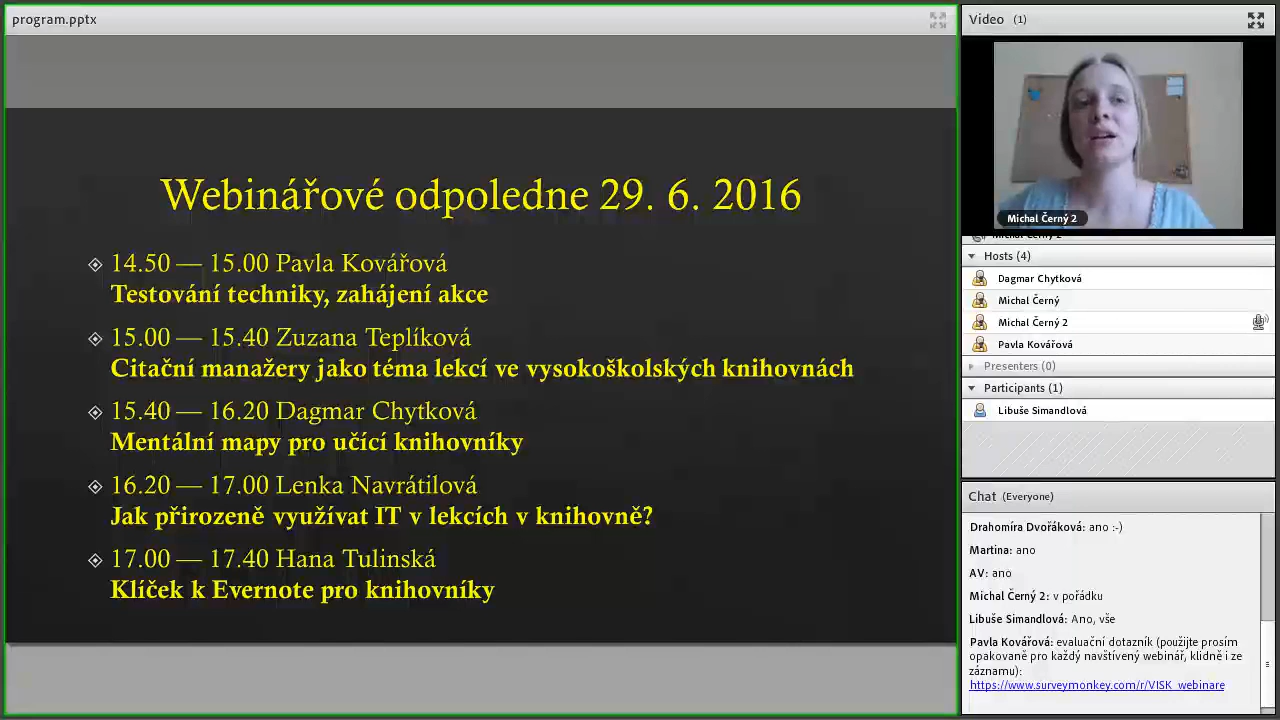 program.pptx
Webinářové odpoledne 29. 6. 2016
14.50 — 15.00 Pavla Kovářová
Testování techniky, zahájení akce
15.00 — 15.40 Zuzana Teplíková
Citační manažery jako téma lekcí ve vysokoškolských knihovnách
15.40 — 16.20 Dagmar Chytková
Mentální mapy pro učící knihovníky
16.20 — 17.00 Lenka Navrátilová
Jak přirozeně využívat IT v lekcích v knihovně?
17.00 — 17.40 Hana Tulinská
Klíček k Evernote pro knihovníky
Video (1)
Michal Černý 2
Michal Černý 2
Hosts (4)
Dagmar Chytková
Michal Černý
Michal Černý 2
Pavla Kovářová
Presenters (0)
Participants (1)
Libuše Simandlová
Chat (Everyone)
Drahomíra Dvořáková: ano :-)
Martina: ano
AV: ano
Michal Černý 2: v pořádku
Libuše Simandlová: Ano, vše
Pavla Kovářová: evaluační dotazník (použijte prosím
opakovaně pro každý navštívený webinář, klidně i ze
záznamu):
https://www.surveymonkey.com/r/VISK_webinare